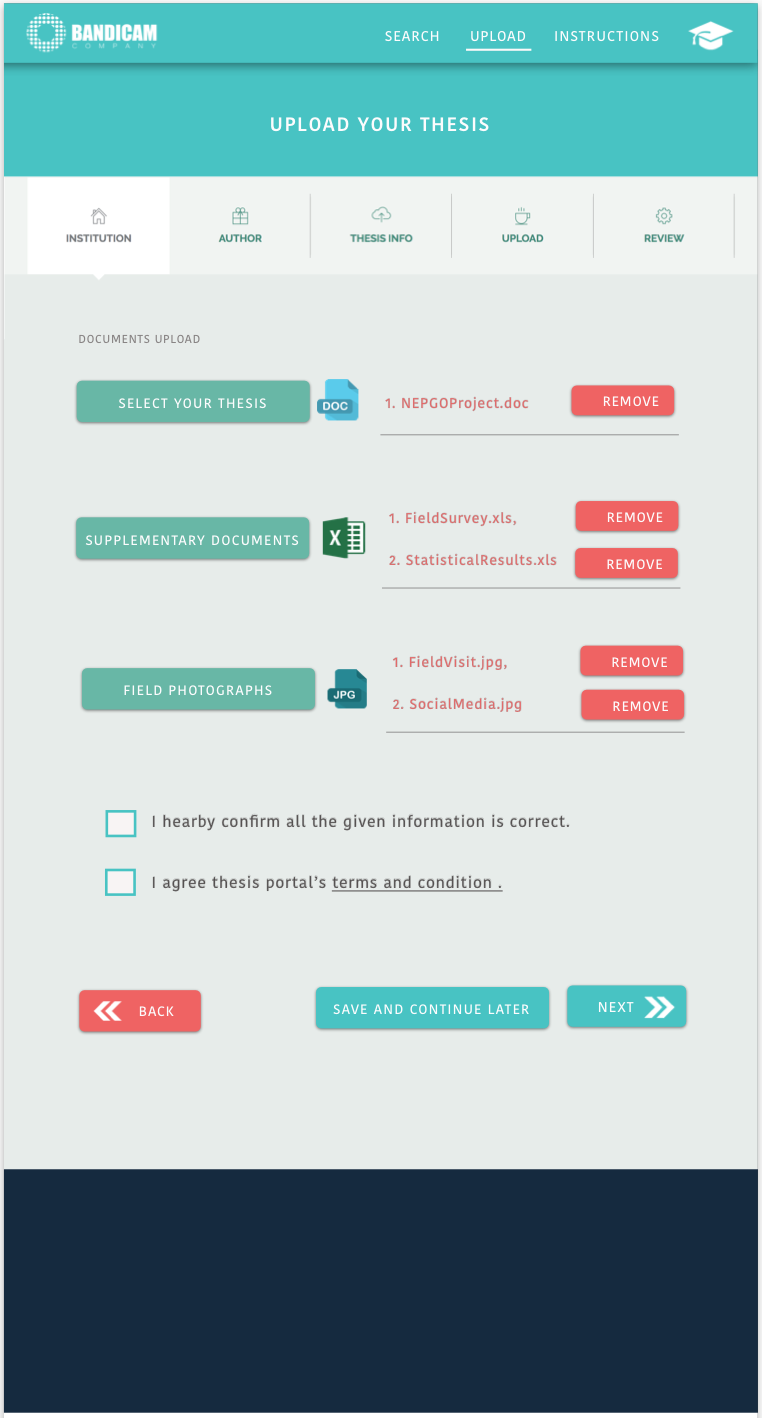 BANDICAM
COMPANY
SEARCH UPLOAD INSTRUCTIONS
UPLOAD YOUR THESIS
INSTITUTION AUTHOR THESIS INFO UPLOAD REVIEW
DOCUMENTS UPLOAD
SELECT YOUR THESIS DOC 1. NEPGOProject.doc REMOVE
SUPPLEMENTARY DOCUMENTS X 1. FieldSurvey.xls, REMOVE
2. StatisticalResults.xls REMOVE
FIELD PHOTOGRAPHS JPG 1. FieldVisit.jpg, REMOVE
2. SocialMedia.jpg REMOVE
I hearby confirm all the given information is correct.
I agree thesis portal’s terms and condition .
BACK SAVE AND CONTINUE LATER NEXT